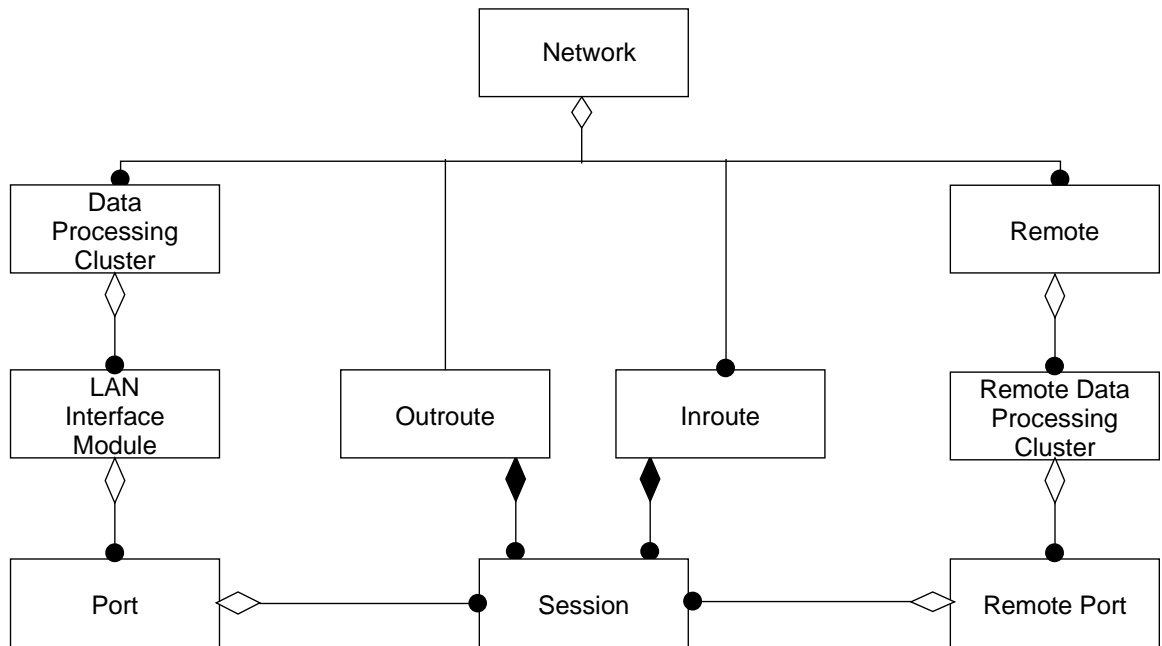 Network
Data
Processing
Cluster
Remote
LAN
Interface
Module
Outroute
Inroute
Remote Data
Processing
Cluster
Port
Session
Remote Port